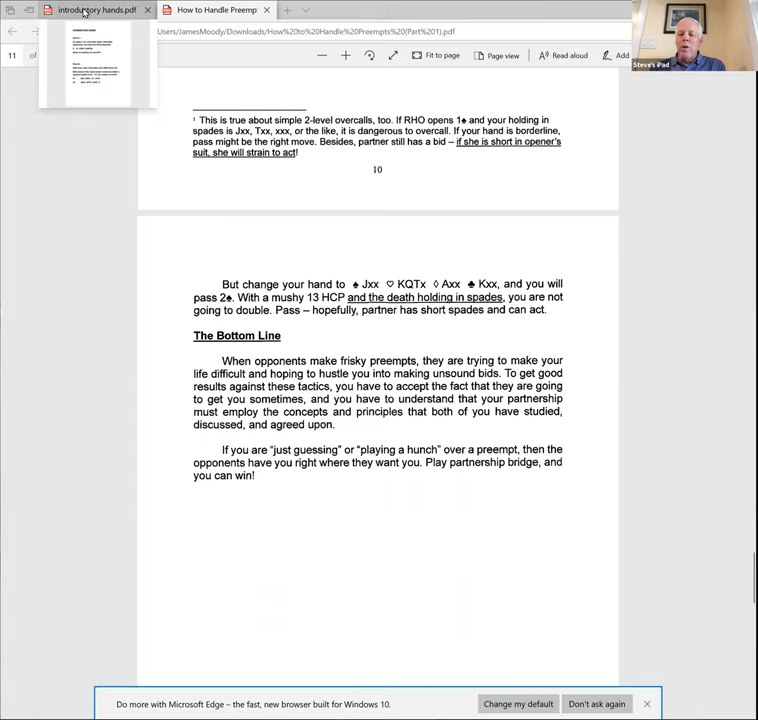 introductory hands.pdf
How to Handle Preemp
/Users/JamesMoody/Downloads/How%20to%20Handle%20Preempts%20(Part%201).pdf
11 of
Fit to page
Page view
Read aloud
Add
Steve's iPad
¹ This is true about simple 2-level overcalls, too. If RHO opens 1♠ and your holding in
spades is Jxx, Txx, xxx, or the like, it is dangerous to overcall. If your hand is borderline,
pass might be the right move. Besides, partner still has a bid – if she is short in opener's
suit, she will strain to act!
10
But change your hand to ♠ Jxx ♡ KQTx ◊ Axx ♣ Kxx, and you will
pass 2♠. With a mushy 13 HCP and the death holding in spades, you are not
going to double. Pass – hopefully, partner has short spades and can act.
The Bottom Line
When opponents make frisky preempts, they are trying to make your
life difficult and hoping to hustle you into making unsound bids. To get good
results against these tactics, you have to accept the fact that they are going
to get you sometimes, and you have to understand that your partnership
must employ the concepts and principles that both of you have studied,
discussed, and agreed upon.
If you are "just guessing" or "playing a hunch" over a preempt, then the
opponents have you right where they want you. Play partnership bridge, and
you can win!
Do more with Microsoft Edge – the fast, new browser built for Windows 10.
Change my default
Don't ask again